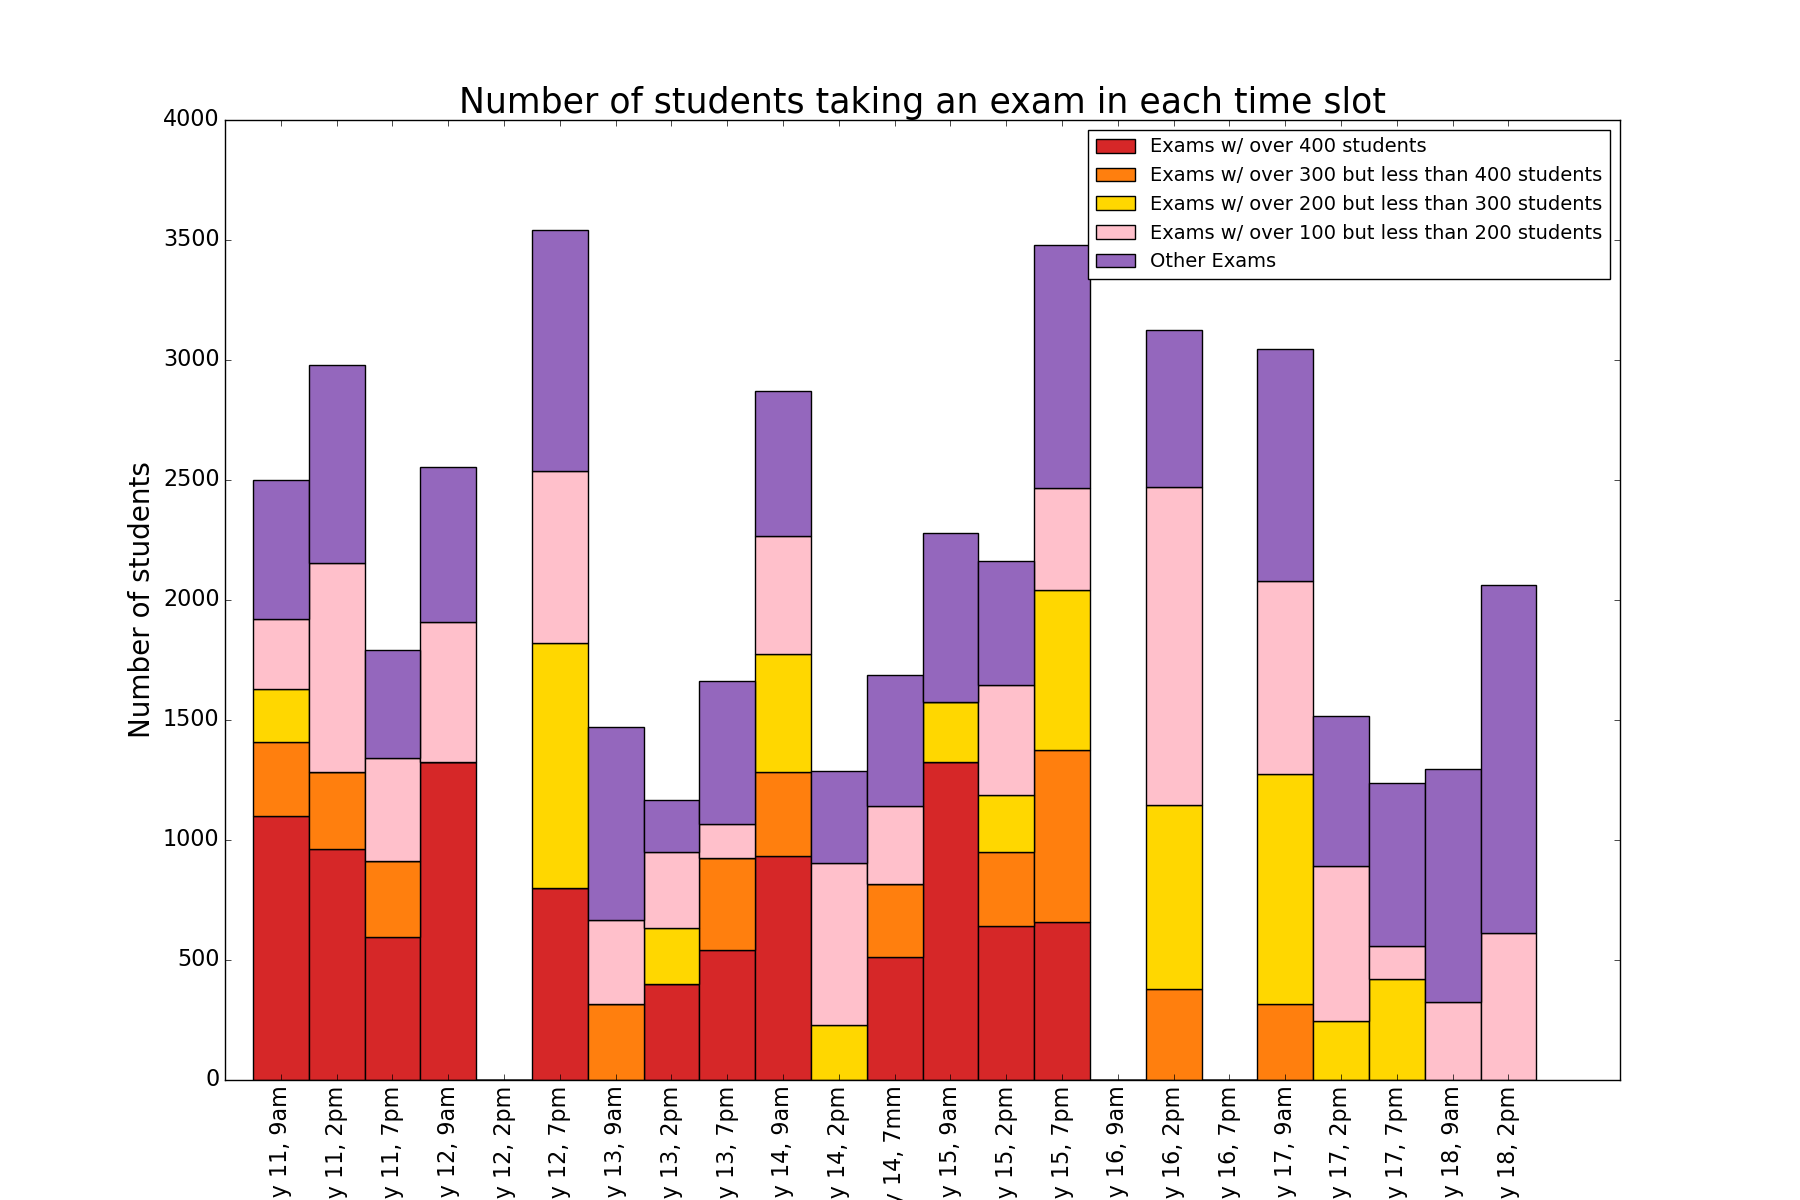 Number of students taking an exam in each time slot
Exams w/ over 400 students
Exams w/ over 300 but less than 400 students
Exams w/ over 200 but less than 300 students
Exams w/ over 100 but less than 200 students
Other Exams
Number of students
4000
3500
3000
2500
2000
1500
1000
500
0
y 11, 9am
y 11, 2pm
y 11, 7pm
y 12, 9am
y 12, 2pm
y 12, 7pm
y 13, 9am
y 13, 2pm
y 13, 7pm
y 14, 9am
y 14, 2pm
y 14, 7mm
y 15, 9am
y 15, 2pm
y 15, 7pm
y 16, 9am
y 16, 2pm
y 16, 7pm
y 17, 9am
y 17, 2pm
y 17, 7pm
y 18, 9am
y 18, 2pm